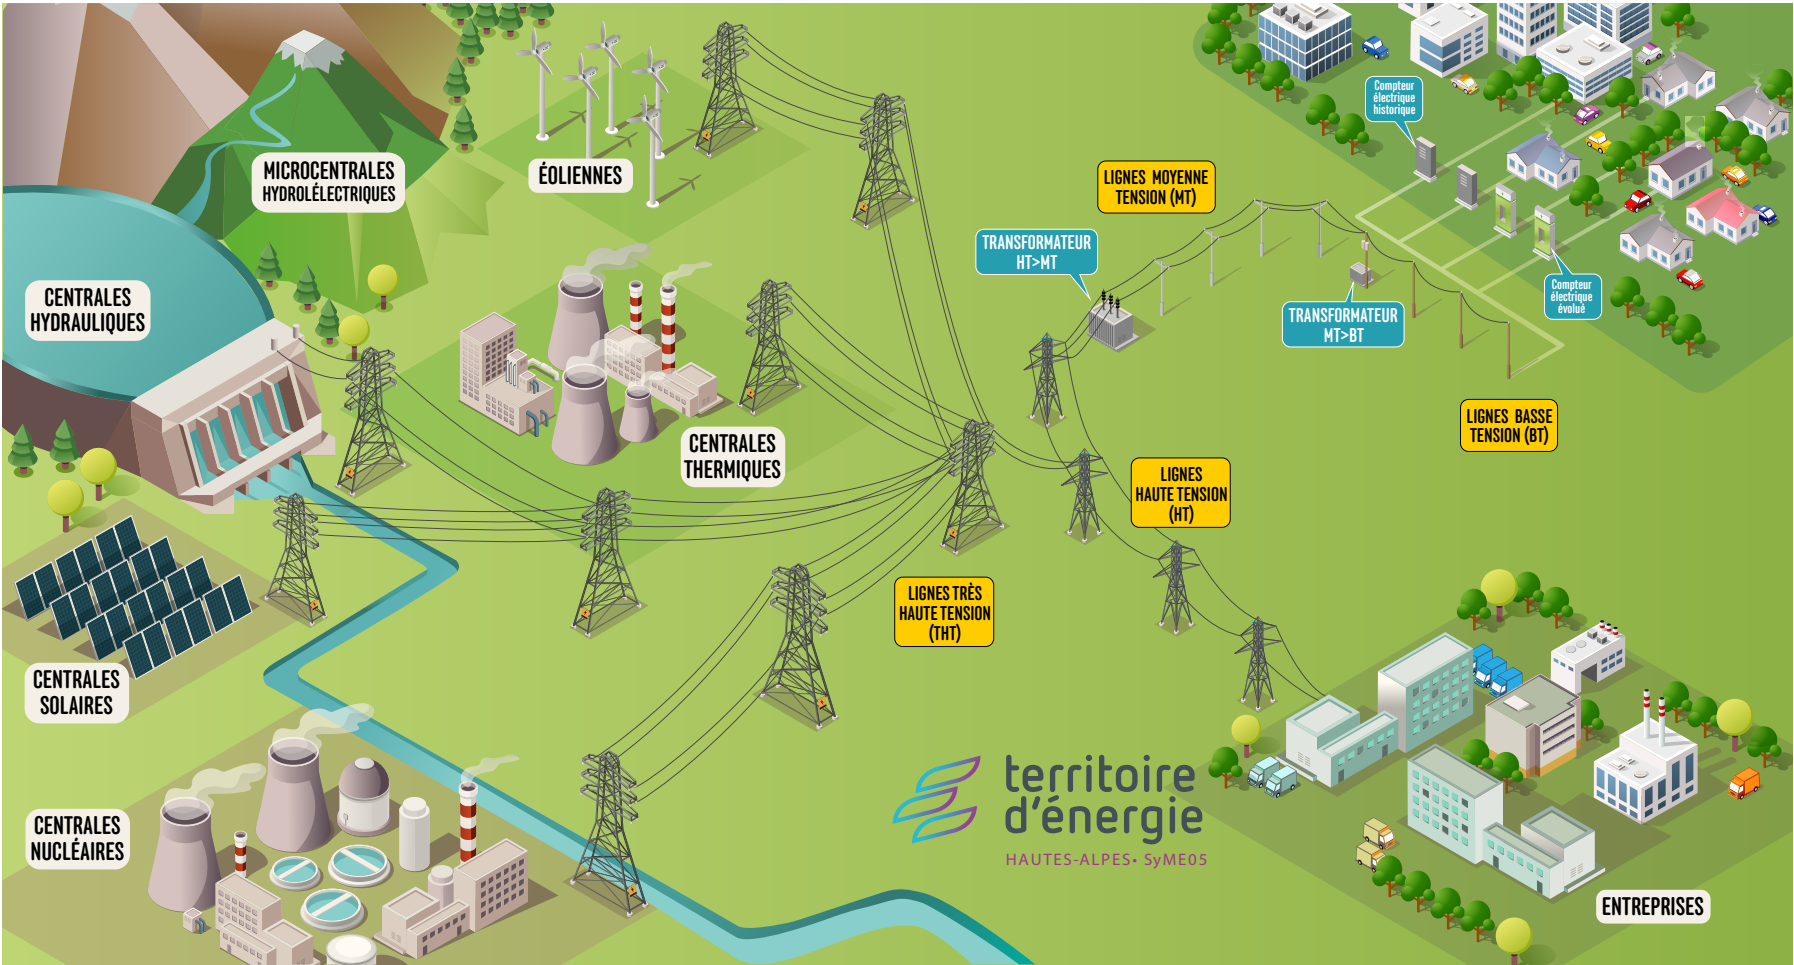 Compteur
électrique
historique
MICROCENTRALES
HYDROLÉLECTRIQUES
ÉOLIENNES
LIGNES MOYENNE
TENSION (MT)
TRANSFORMATEUR
HT>MT
CENTRALES
HYDRAULIQUES
Compteur
électrique
évolué
TRANSFORMATEUR
MT>BT
CENTRALES
THERMIQUES
LIGNES BASSE
TENSION (BT)
LIGNES
HAUTE TENSION
(HT)
LIGNES TRÈS
HAUTE TENSION
(THT)
CENTRALES
SOLAIRES
CENTRALES
NUCLÉAIRES
territoire
d'énergie
HAUTES-ALPES• SyME05
ENTREPRISES